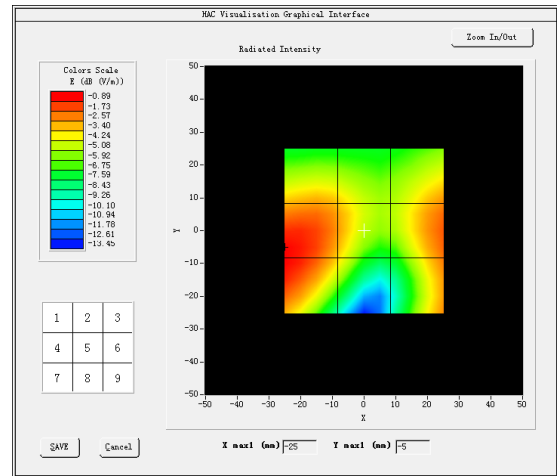 HAC Visualisation Graphical Interface
Zoom In/Out
Radiated Intensity
Colors Scale
E (dB (V/m))
-0.89
-1.73
-2.57
-3.40
-4.24
-5.08
-5.92
-6.75
-7.59
-8.43
-9.26
-10.10
-10.94
-11.78
-12.61
-13.45
50
40
30
20
10
0
-10
-20
-30
-40
-50
Y
-50 -40 -30 -20 -10 0 10 20 30 40 50
X
1 2 3
4 5 6
7 8 9
SAVE Cancel
X max1 (mm) -25 Y max1 (mm) -5